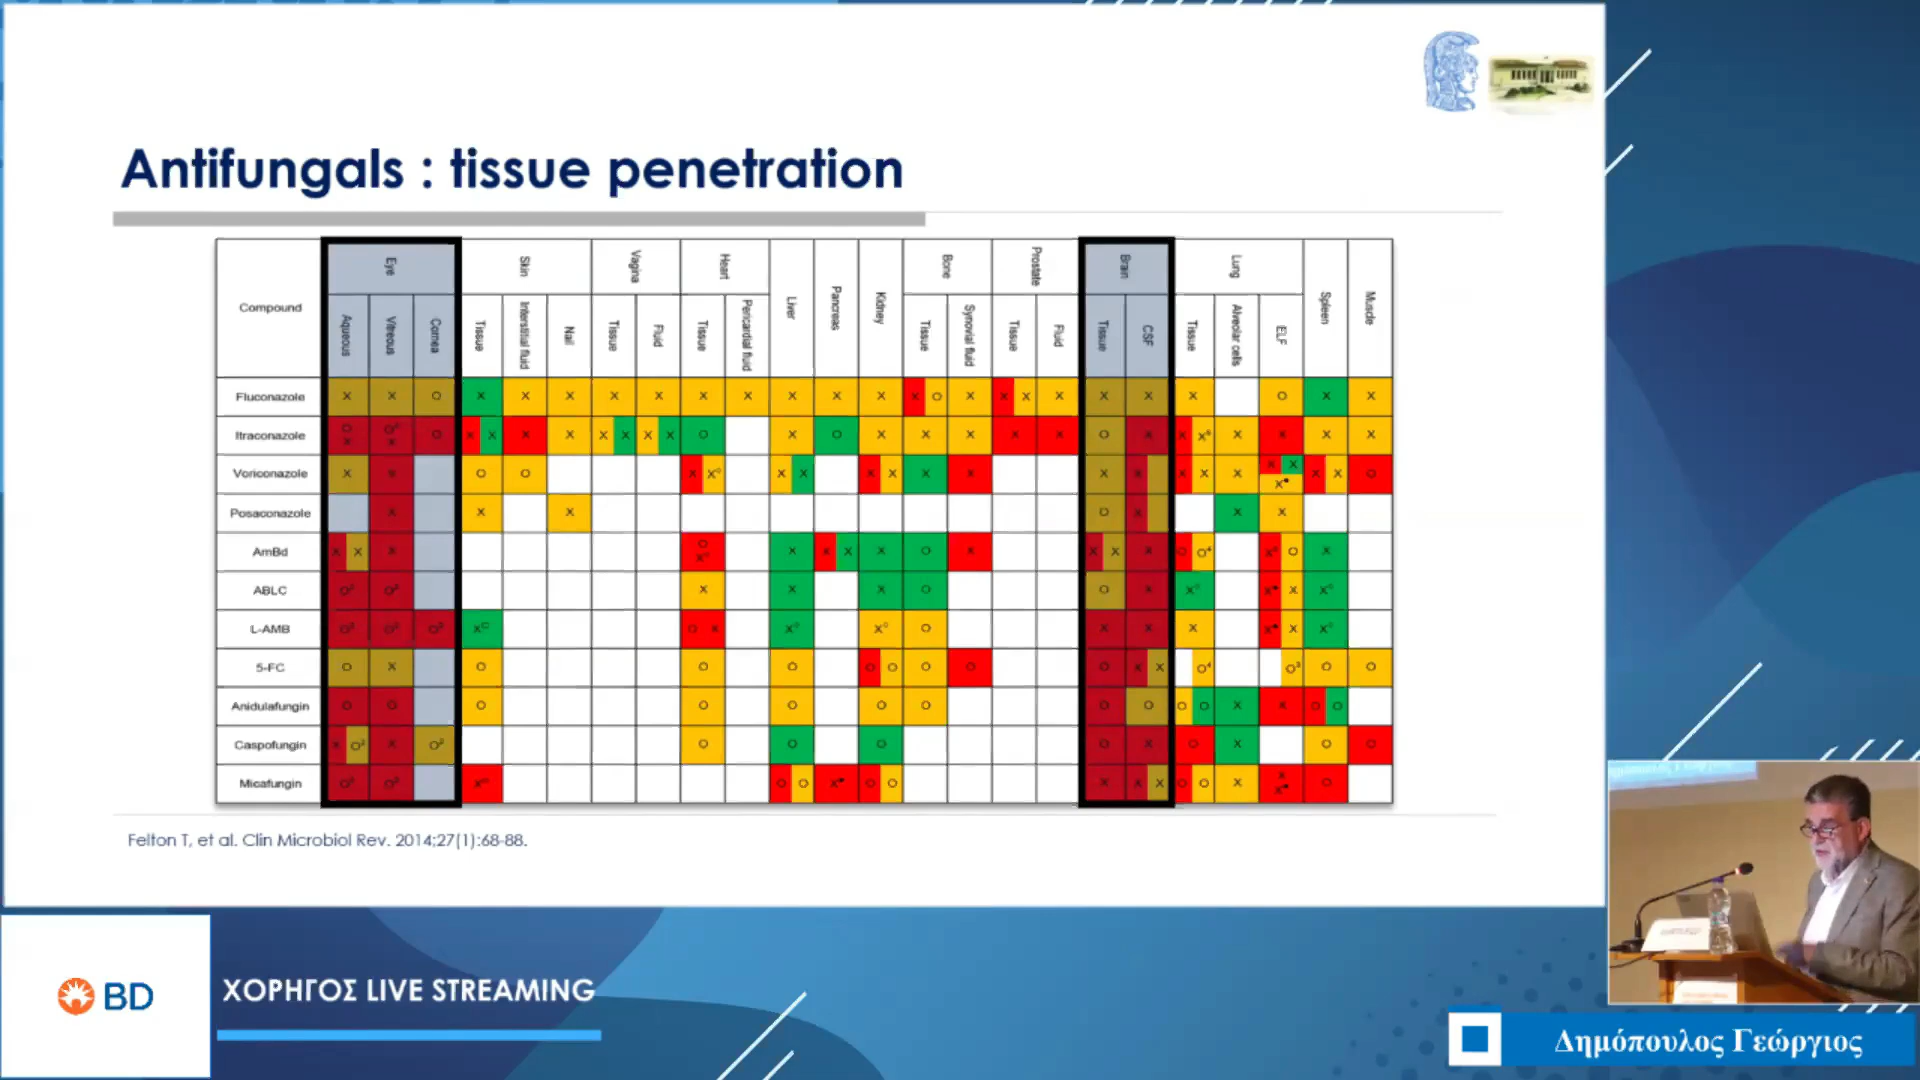 Antifungals : tissue penetration
Compound
Eye
Skin
Vagina
Heart
Liver
Pancreas
Kidney
Bone
Prostate
Brain
Lung
Spleen
Muscle
Aqueous
Vitreous
Cornea
Tissue
Interstitial fluid
Nail
Tissue
Fluid
Tissue
Pericardial fluid
Tissue
Synovial fluid
Tissue
Fluid
Tissue
CSF
Tissue
Alveolar cells
ELF
Fluconazole
Itraconazole
Voriconazole
Posaconazole
AmBd
ABLC
L-AMB
5-FC
Anidulafungin
Caspofungin
Micafungin
Felton T, et al. Clin Microbiol Rev. 2014;27(1):68-88.
BD
ΧΟΡΗΓΟΣ LIVE STREAMING
Δημόπουλος Γεώργιος